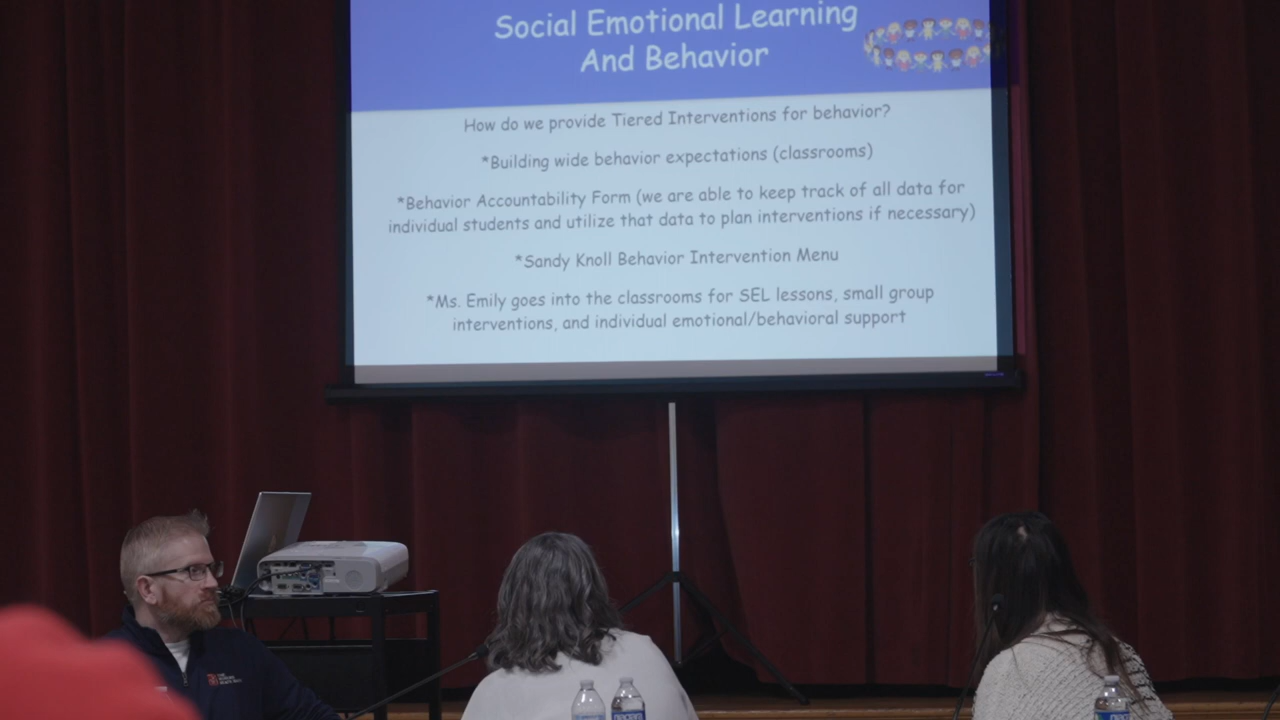 Social Emotional Learning
And Behavior
How do we provide Tiered Interventions for behavior?
*Building wide behavior expectations (classrooms)
*Behavior Accountability Form (we are able to keep track of all data for
individual students and utilize that data to plan interventions if necessary)
*Sandy Knoll Behavior Intervention Menu
*Ms. Emily goes into the classrooms for SEL lessons, small group
interventions, and individual emotional/behavioral support